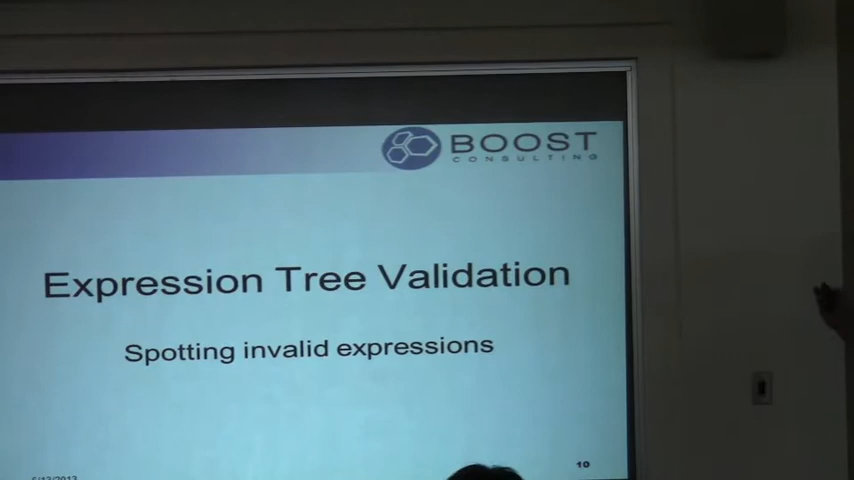 BOOST
CONSULTING
Expression Tree Validation
Spotting invalid expressions
10